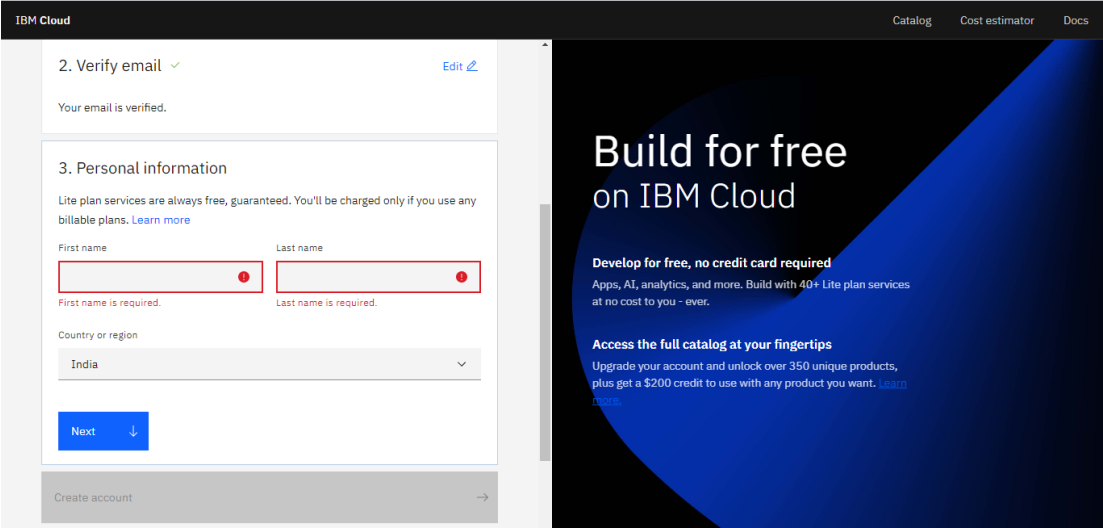 IBM Cloud
Catalog
Cost estimator
Docs
2. Verify email
Edit
Your email is verified.
3. Personal information
Lite plan services are always free, guaranteed. You'll be charged only if you use any
billable plans. Learn more
First name
Last name
First name is required.
Last name is required.
Country or region
India
Next
Create account
Build for free
on IBM Cloud
Develop for free, no credit card required
Apps, AI, analytics, and more. Build with 40+ Lite plan services
at no cost to you - ever.
Access the full catalog at your fingertips
Upgrade your account and unlock over 350 unique products,
plus get a $200 credit to use with any product you want. Learn
more.